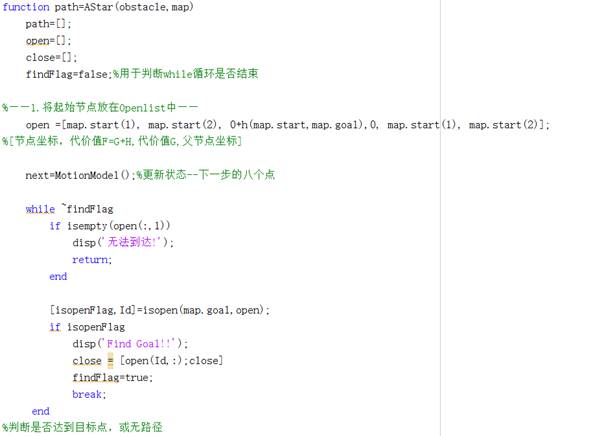 function path=AStar(obstacle,map)
path=[];
open=[];
close=[];
findFlag=false;%用于判断while循环是否结束
%——1.将起始节点放在Openlist中——
open =[map.start(1), map.start(2), 0+h(map.start,map.goal),0, map.start(1), map.start(2)];
%[节点坐标，代价值F=G+H,代价值G,父节点坐标]
next=MotionModel();%更新状态--下一步的八个点
while ~findFlag
if isempty(open(:,1))
disp('无法到达!');
return;
end
[isopenFlag,Id]=isopen(map.goal,open);
if isopenFlag
disp('Find Goal!!');
close = [open(Id,:);close]
findFlag=true;
break;
end
%判断是否达到目标点，或无路径